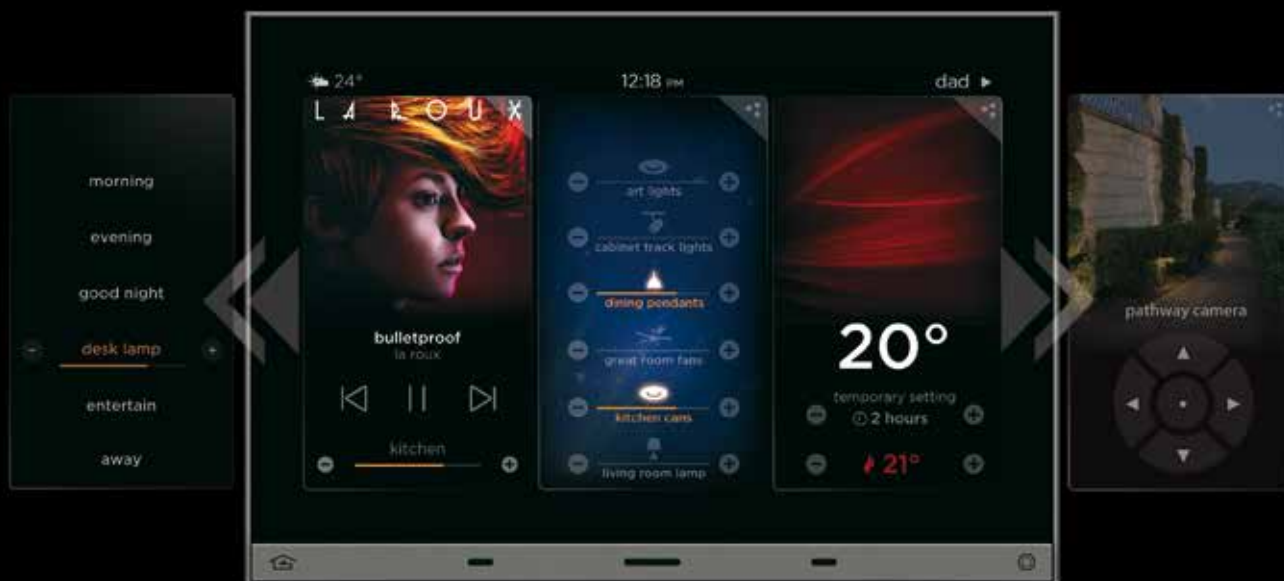 24°
12:18 PM
dad
morning
evening
good night
desk lamp
entertain
away
LA ROUX
bulletproof
la roux
kitchen
art lights
cabinet track lights
dining pendants
great room fans
kitchen cans
living room lamp
20°
temporary setting
2 hours
21°
pathway camera